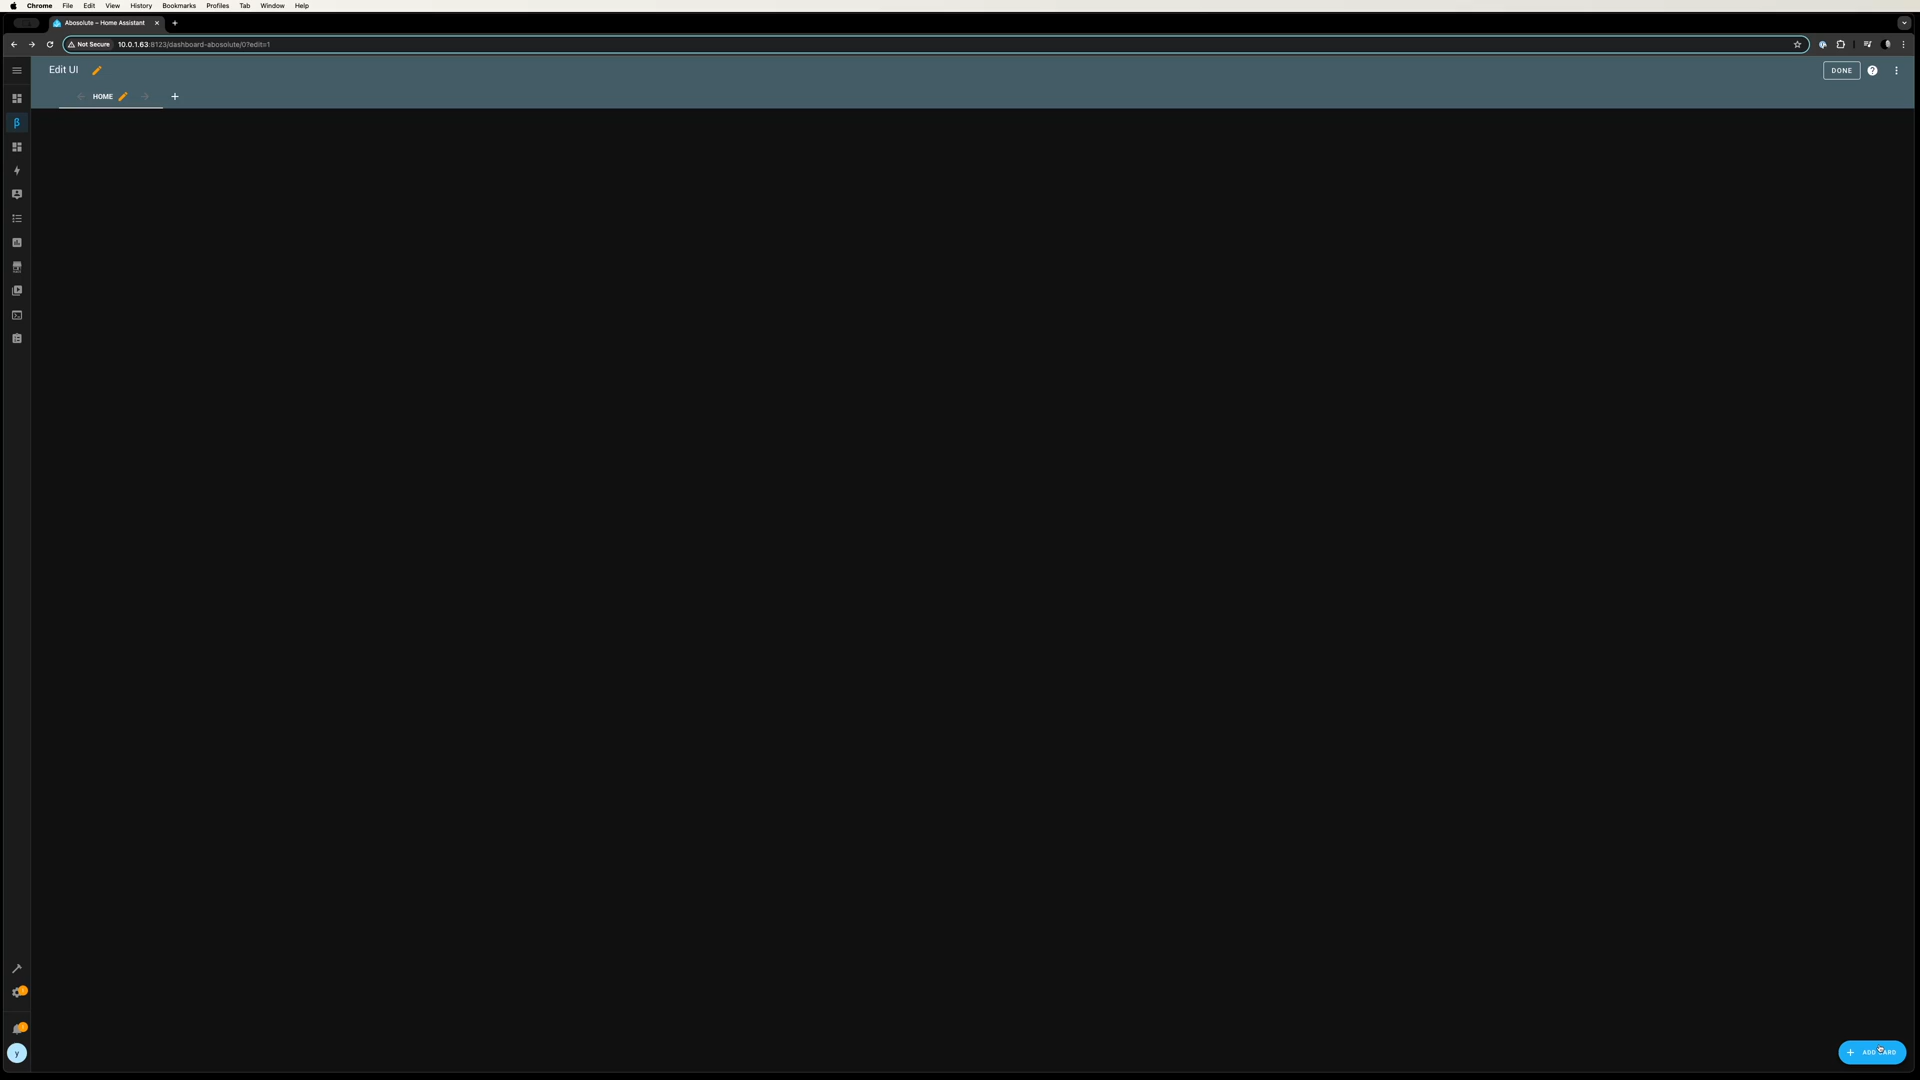 Chrome File Edit View History Bookmarks Profiles Tab Window Help
Abosolute – Home Assistant
Not Secure 10.0.1.63:8123/dashboard-abosolute/0?edit=1
Edit UI
DONE
HOME
β
y
ADD CARD